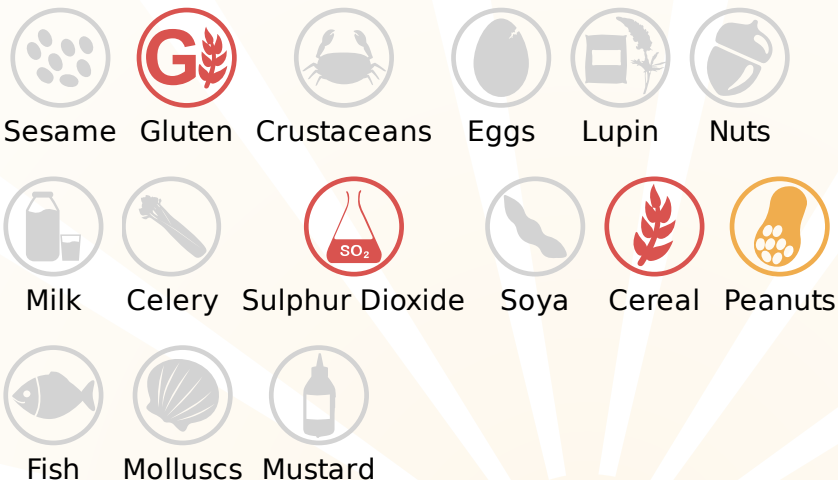 G
Sesame Gluten Crustaceans Eggs Lupin Nuts
SO₂
Milk Celery Sulphur Dioxide Soya Cereal Peanuts
Fish Molluscs Mustard